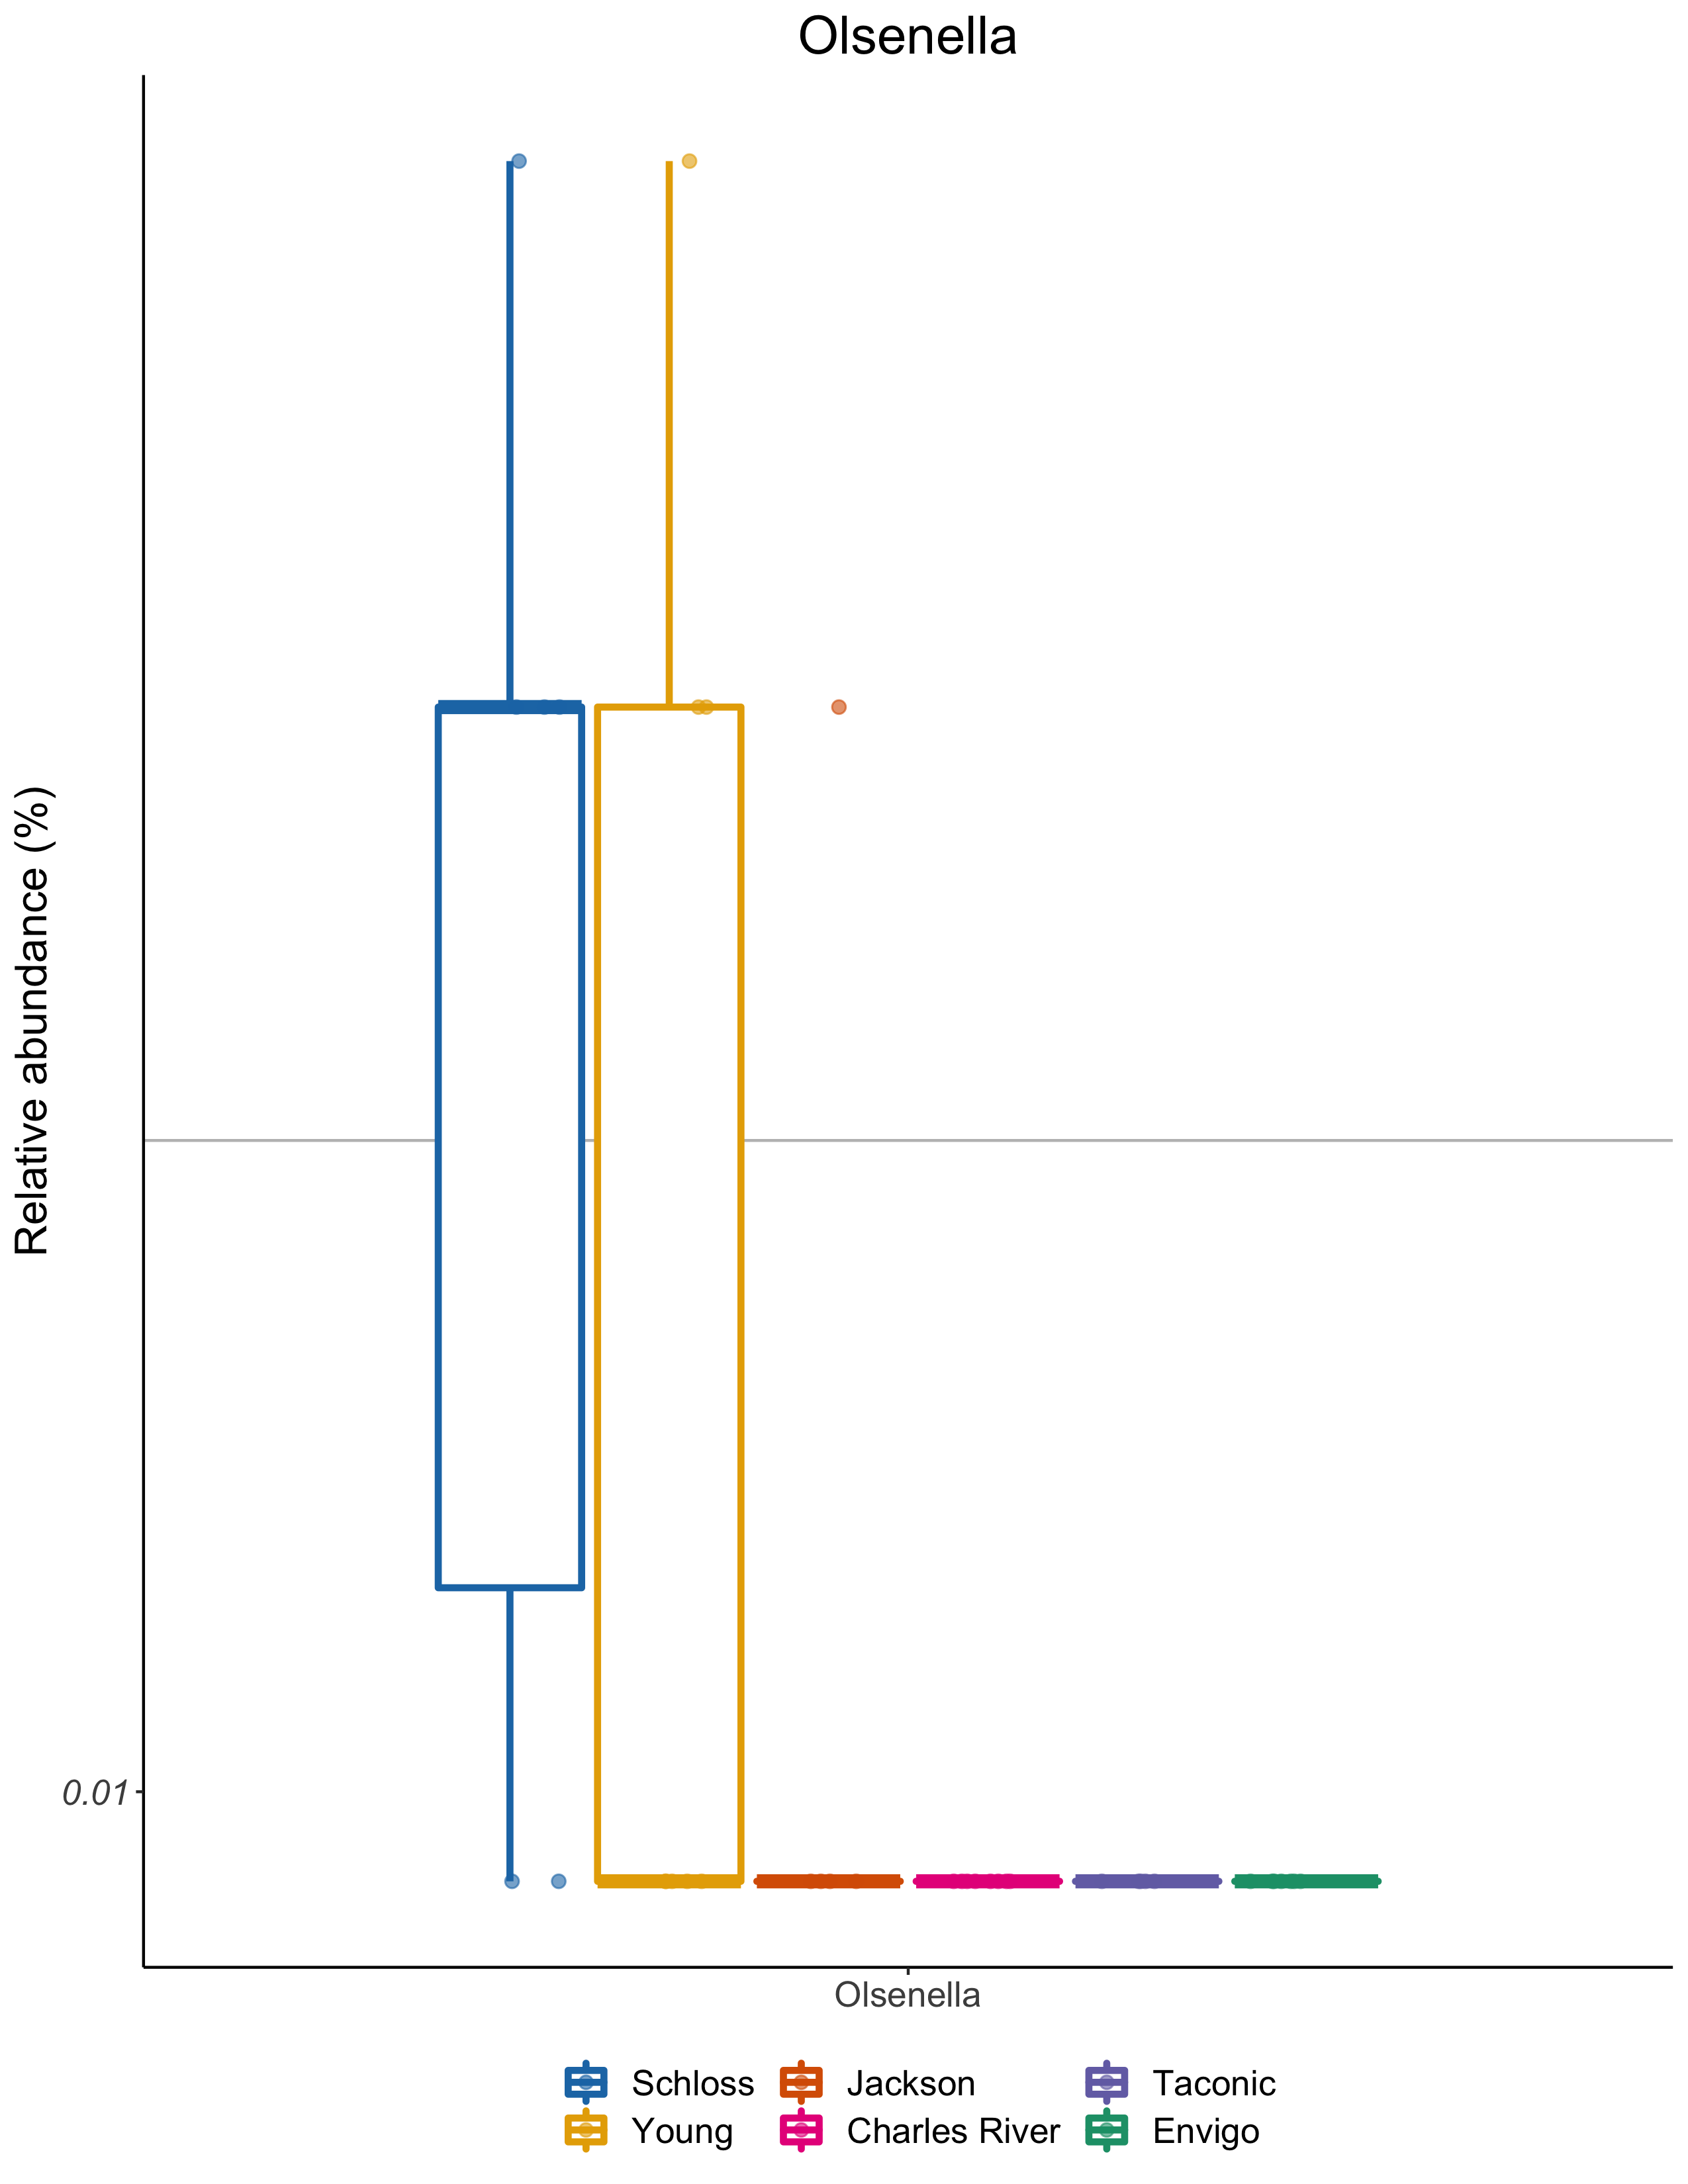 Olsenella
Relative abundance (%)
0.01
Olsenella
Schloss
Jackson
Taconic
Young
Charles River
Envigo